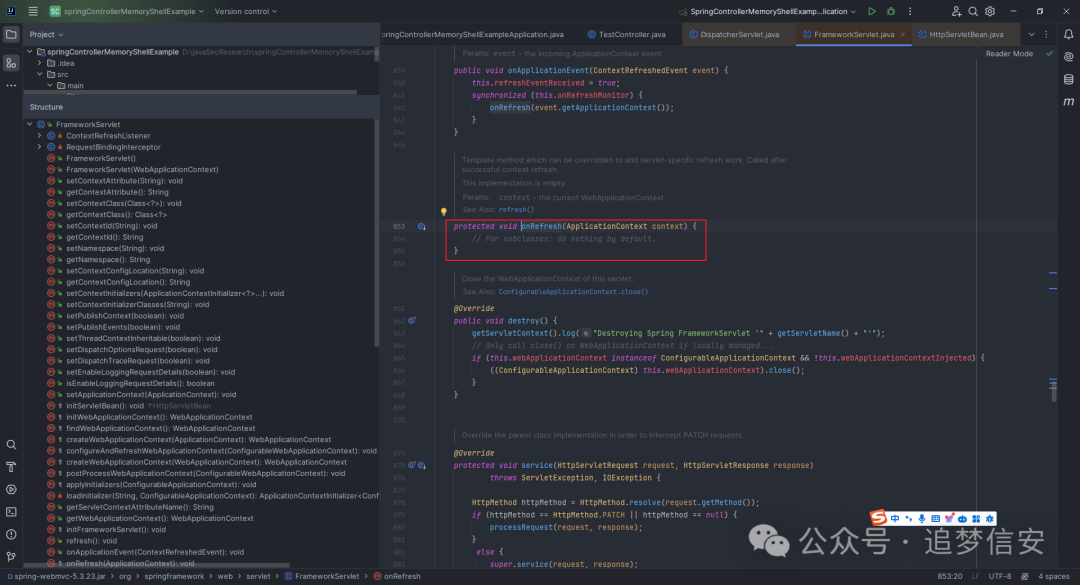 SC springControllerMemoryShellExample Version control SpringControllerMemoryShellExamp...lication
Project
springControllerMemoryShellExample D:\javaSecResearch\springControllerMemoryShellExamp
.idea
src
main
Structure
FrameworkServlet
ContextRefreshListener
RequestBindingInterceptor
FrameworkServlet()
FrameworkServlet(WebApplicationContext)
setContextAttribute(String): void
getContextAttribute(): String
setContextClass(Class<?>): void
getContextClass(): Class<?>
setContextId(String): void
getContextId(): String
setNamespace(String): void
getNamespace(): String
setContextConfigLocation(String): void
getContextConfigLocation(): String
setContextInitializers(ApplicationContextInitializer<?>...): void
setContextInitializerClasses(String): void
setPublishContext(boolean): void
setPublishEvents(boolean): void
setThreadContextInheritable(boolean): void
setDispatchOptionsRequest(boolean): void
setDispatchTraceRequest(boolean): void
setEnableLoggingRequestDetails(boolean): void
isEnableLoggingRequestDetails(): boolean
setApplicationContext(ApplicationContext): void
initServletBean(): void ↑HttpServletBean
initWebApplicationContext(): WebApplicationContext
findWebApplicationContext(): WebApplicationContext
createWebApplicationContext(ApplicationContext): WebApplicationContext
configureAndRefreshWebApplicationContext(ConfigurableWebApplicationContext): void
createWebApplicationContext(WebApplicationContext): WebApplicationContext
postProcessWebApplicationContext(ConfigurableWebApplicationContext): void
applyInitializers(ConfigurableApplicationContext): void
loadInitializer(String, ConfigurableApplicationContext): ApplicationContextInitializer<Conf
getServletContextAttributeName(): String
getWebApplicationContext(): WebApplicationContext
initFrameworkServlet(): void
refresh(): void
onApplicationEvent(ContextRefreshedEvent): void
onRefresh(ApplicationContext): void
pringControllerMemoryShellExampleApplication.java TestController.java DispatcherServlet.java FrameworkServlet.java HttpServletBean.java
Reader Mode
Params: event – the incoming ApplicationContext event
public void onApplicationEvent(ContextRefreshedEvent event) {
this.refreshEventReceived = true;
synchronized (this.onRefreshMonitor) {
onRefresh(event.getApplicationContext());
}
}
Template method which can be overridden to add servlet-specific refresh work. Called after
successful context refresh.
This implementation is empty.
Params: context – the current WebApplicationContext
See Also: refresh()
853 protected void onRefresh(ApplicationContext context) {
854 // For subclasses: do nothing by default.
855 }
856
Close the WebApplicationContext of this servlet.
See Also: ConfigurableApplicationContext.close()
861 @Override
862 public void destroy() {
863 getServletContext().log( s: "Destroying Spring FrameworkServlet '" + getServletName() + "'");
864 // Only call close() on WebApplicationContext if locally managed...
865 if (this.webApplicationContext instanceof ConfigurableApplicationContext && !this.webApplicationContextInjected) {
866 ((ConfigurableApplicationContext) this.webApplicationContext).close();
867 }
868 }
869
Override the parent class implementation in order to intercept PATCH requests.
874 @Override
875 protected void service(HttpServletRequest request, HttpServletResponse response)
876 throws ServletException, IOException {
877
878 HttpMethod httpMethod = HttpMethod.resolve(request.getMethod());
879 if (httpMethod == HttpMethod.PATCH || httpMethod == null) {
880 processRequest(request, response);
881 }
882 else {
883 super.service(request, response);
S 中
公众号 · 追梦信安
spring-webmvc-5.3.23.jar > org > springframework > web > servlet > FrameworkServlet > onRefresh 853:20 LF UTF-8 4 spaces